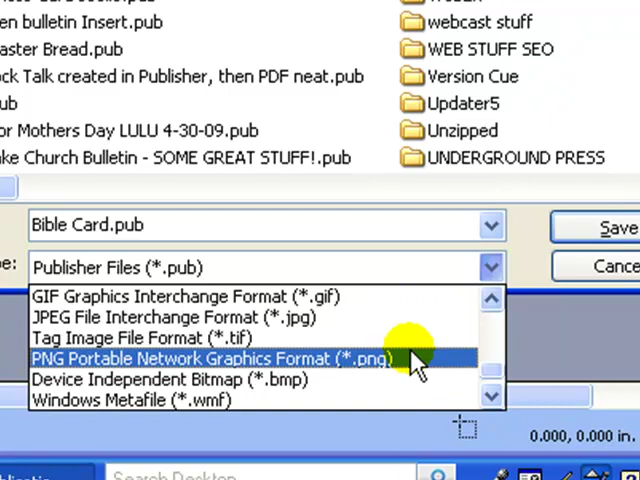 en bulletin Insert.pub
webcast stuff
aster Bread.pub
WEB STUFF SEO
ock Talk created in Publisher, then PDF neat.pub
Version Cue
ub
Updater5
or Mothers Day LULU 4-30-09.pub
Unzipped
ake Church Bulletin - SOME GREAT STUFF!.pub
UNDERGROUND PRESS
Bible Card.pub
Save
pe:
Publisher Files (*.pub)
Cance
GIF Graphics Interchange Format (*.gif)
JPEG File Interchange Format (*.jpg)
Tag Image File Format (*.tif)
PNG Portable Network Graphics Format (*.png)
Device Independent Bitmap (*.bmp)
Windows Metafile (*.wmf)
0.000, 0.000 in.
Search Desktop